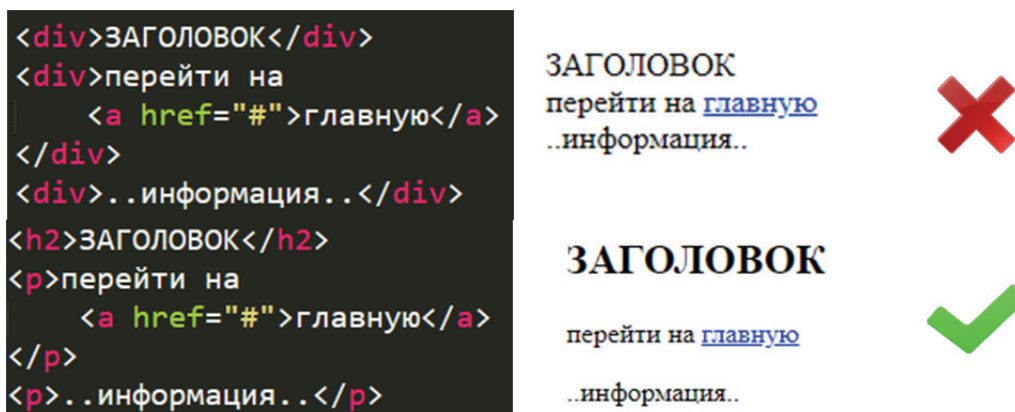 <div>ЗАГОЛОВОК</div>
<div>перейти на
<a href="#">главную</a>
</div>
<div>..информация..</div>
ЗАГОЛОВОК
перейти на главную
..информация..
<h2>ЗАГОЛОВОК</h2>
<p>перейти на
<a href="#">главную</a>
</p>
<p>..информация..</p>
ЗАГОЛОВОК
перейти на главную
..информация..